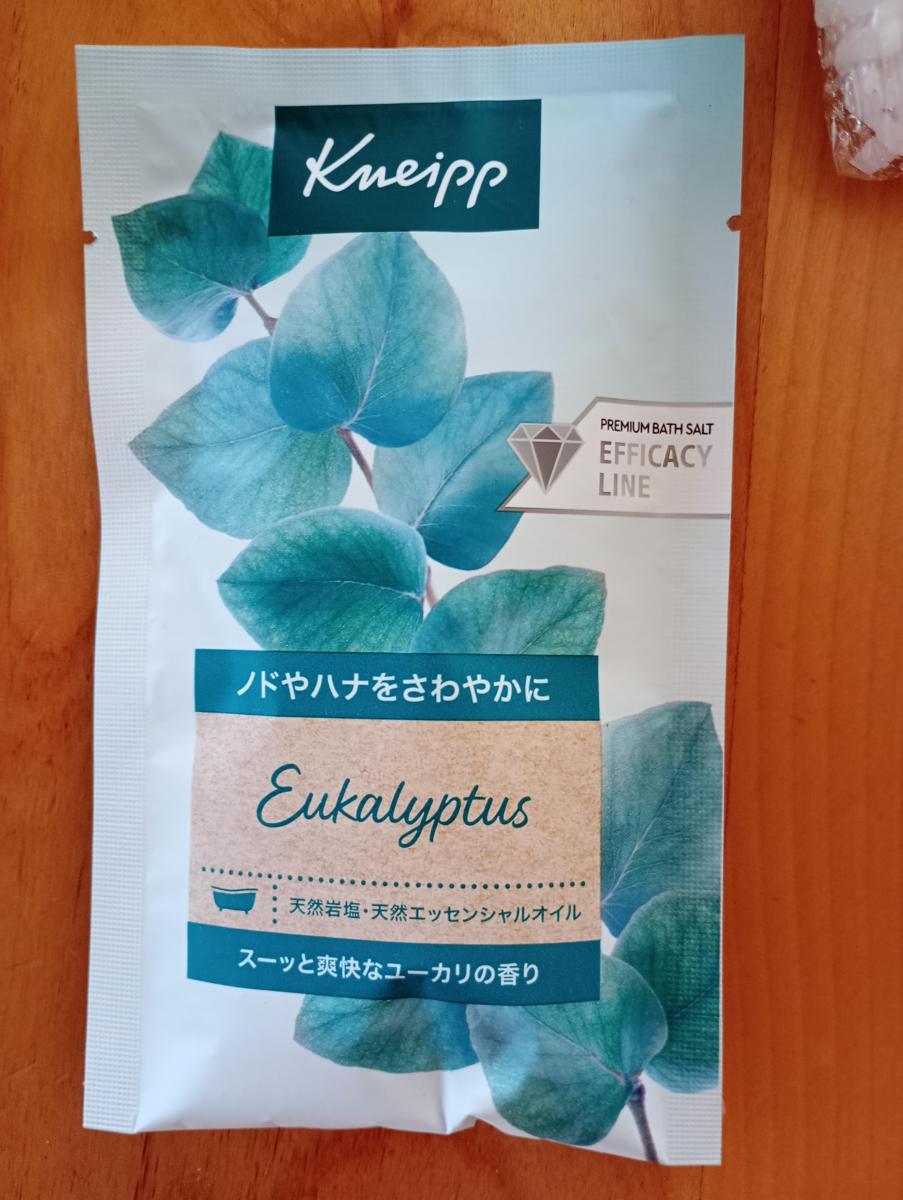 Kneipp
PREMIUM BATH SALT
EFFICACY
LINE
ノドやハナをさわやかに
Eukalyptus
天然岩塩・天然エッセンシャルオイル
スーッと爽快なユーカリの香り